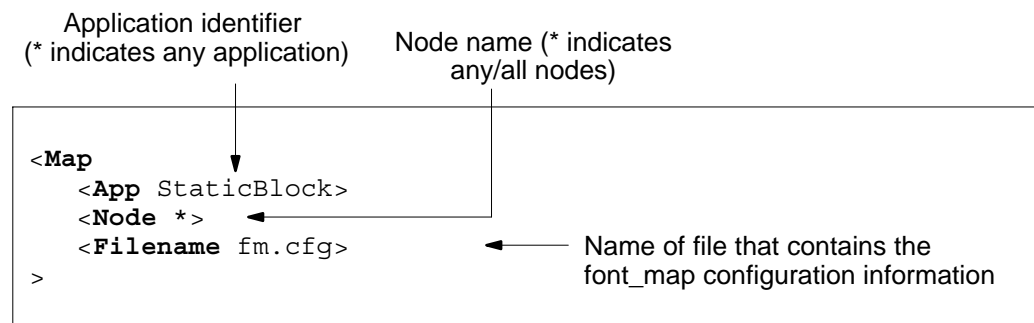 Application identifier
(* indicates any application)
Node name (* indicates
any/all nodes)
<Map
<App StaticBlock>
<Node *>
<Filename fm.cfg>
>
Name of file that contains the
font_map configuration information